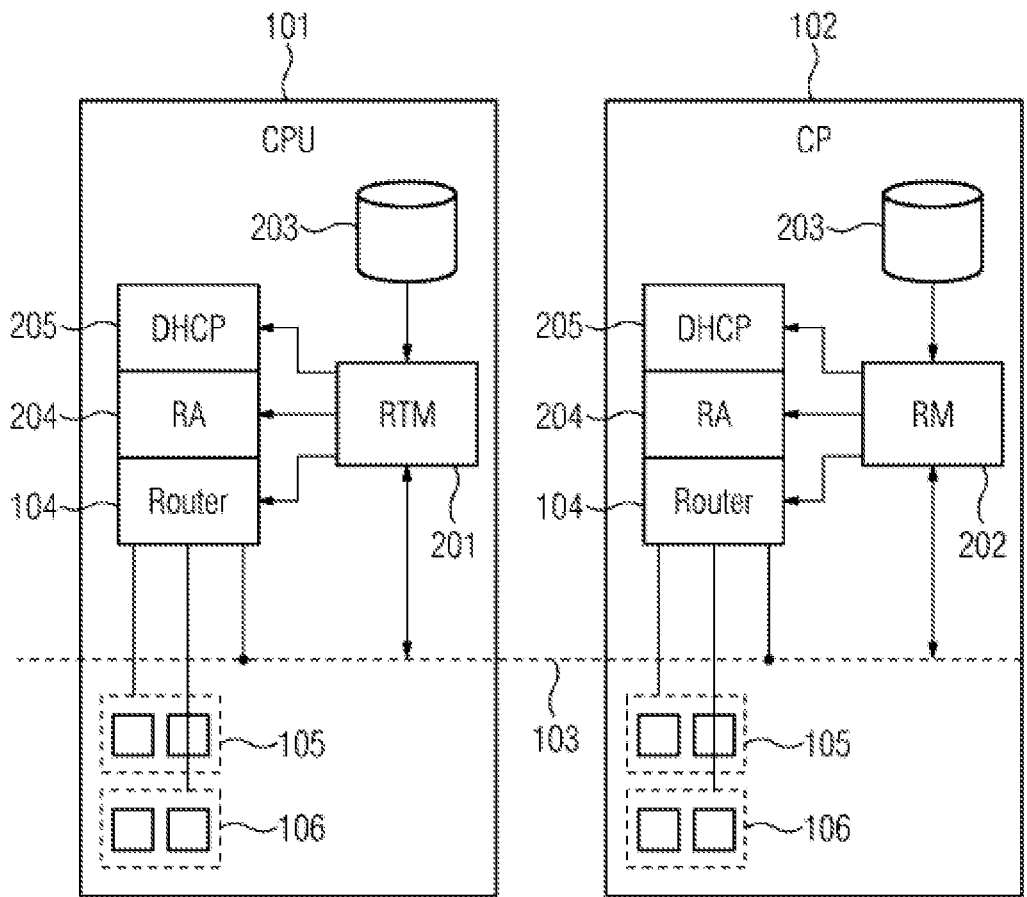 101 102
CPU CP
203 203
205 DHCP 205 DHCP
204 RA RTM 204 RA RM
104 Router 104 Router
201 202
105 103 105
106 106